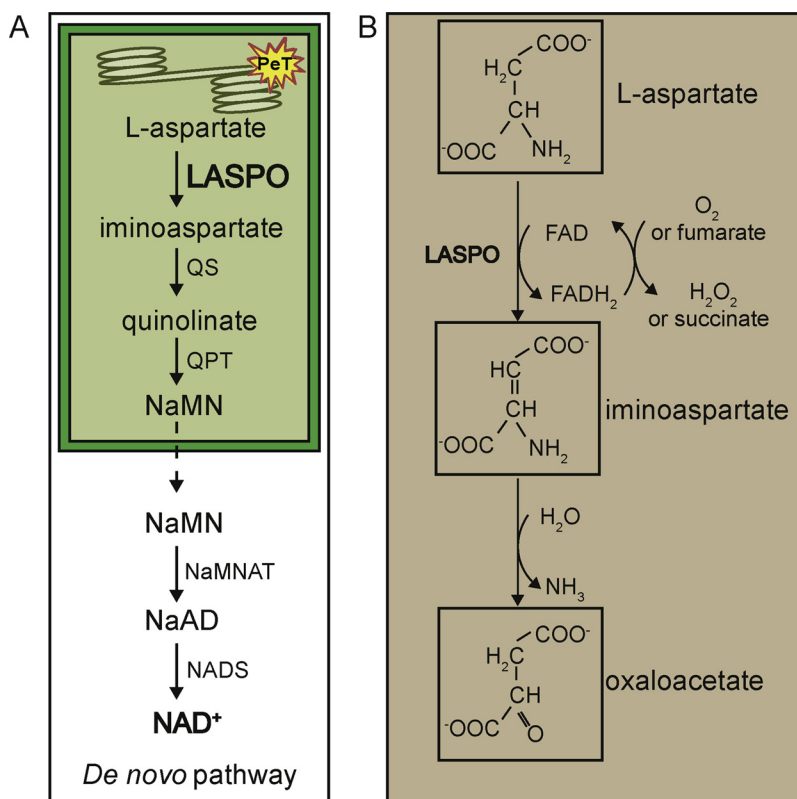 A
PeT
L-aspartate
LASPO
iminoaspartate
QS
quinolinate
QPT
NaMN
NaMN
NaMNAT
NaAD
NADS
NAD⁺
De novo pathway
B
COO⁻
H₂C
CH
⁻OOC NH₂
L-aspartate
LASPO
FAD
FADH₂
O₂
or fumarate
H₂O₂
or succinate
COO⁻
HC
CH
⁻OOC NH₂
iminoaspartate
H₂O
NH₃
COO⁻
H₂C
CH
⁻OOC O
oxaloacetate